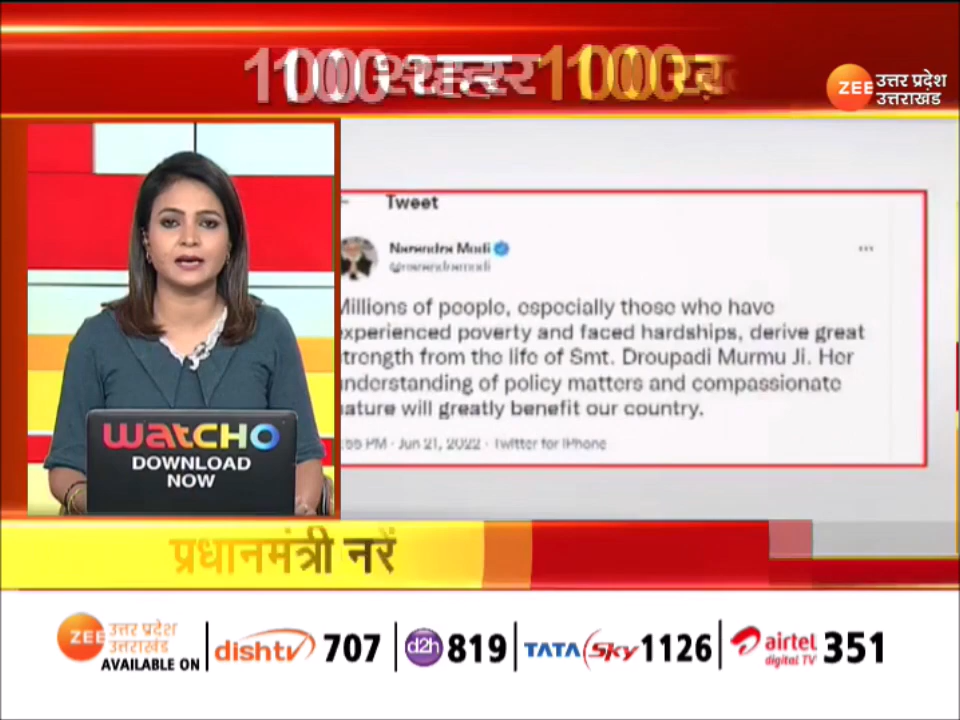 ZEE उत्तर प्रदेश
उत्तराखंड
Tweet
Narendra Modi
@narendramodi
Millions of people, especially those who have
experienced poverty and faced hardships, derive great
strength from the life of Smt. Droupadi Murmu Ji. Her
understanding of policy matters and compassionate
nature will greatly benefit our country.
PM · Jun 21, 2022 · Twitter for iPhone
WatCHO
DOWNLOAD
NOW
प्रधानमंत्री नरें
ZEE उत्तर प्रदेश
उत्तराखंड
AVAILABLE ON
dishtv 707
d2h 819
TATA Sky 1126
airtel
digital TV 351